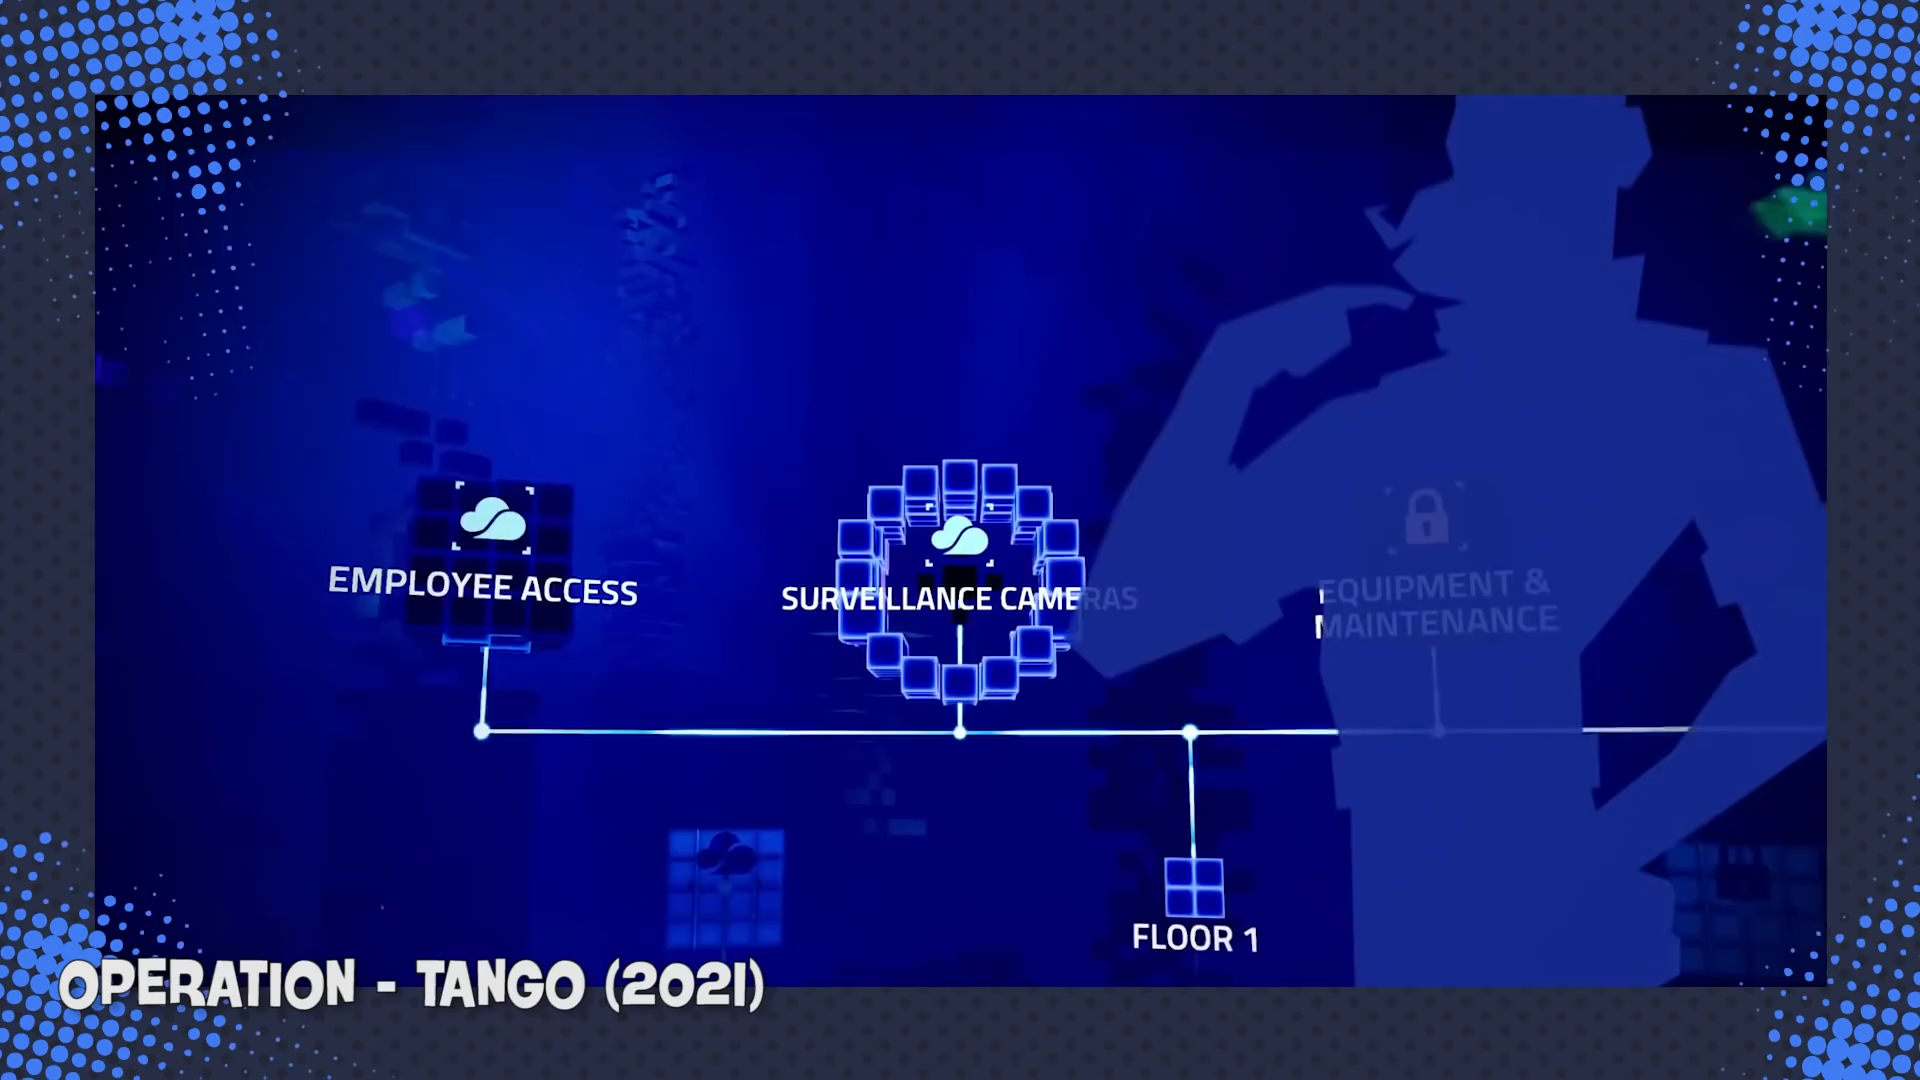 EMPLOYEE ACCESS
SURVEILLANCE CAMERAS
EQUIPMENT &
MAINTENANCE
FLOOR 1
OPERATION - TANGO (2021)